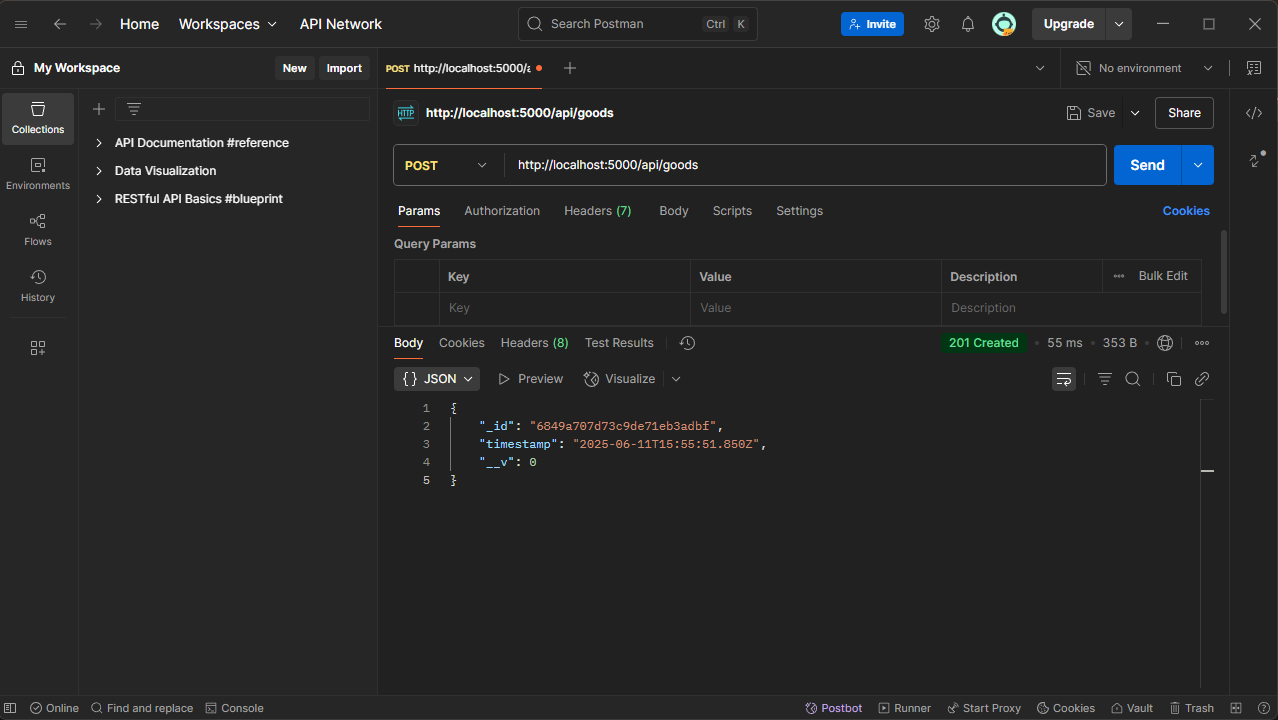 Home Workspaces API Network Search Postman Ctrl K Invite Upgrade
My Workspace New Import POST http://localhost:5000/a No environment
Collections
Environments
Flows
History
API Documentation #reference
Data Visualization
RESTful API Basics #blueprint
HTTP http://localhost:5000/api/goods Save Share
POST http://localhost:5000/api/goods Send
Params Authorization Headers (7) Body Scripts Settings Cookies
Query Params
Key Value Description Bulk Edit
Key Value Description
Body Cookies Headers (8) Test Results 201 Created 55 ms 353 B
{} JSON Preview Visualize
1 {
2 "_id": "6849a707d73c9de71eb3adbf",
3 "timestamp": "2025-06-11T15:55:51.850Z",
4 "__v": 0
5 }
Online Find and replace Console Postbot Runner Start Proxy Cookies Vault Trash